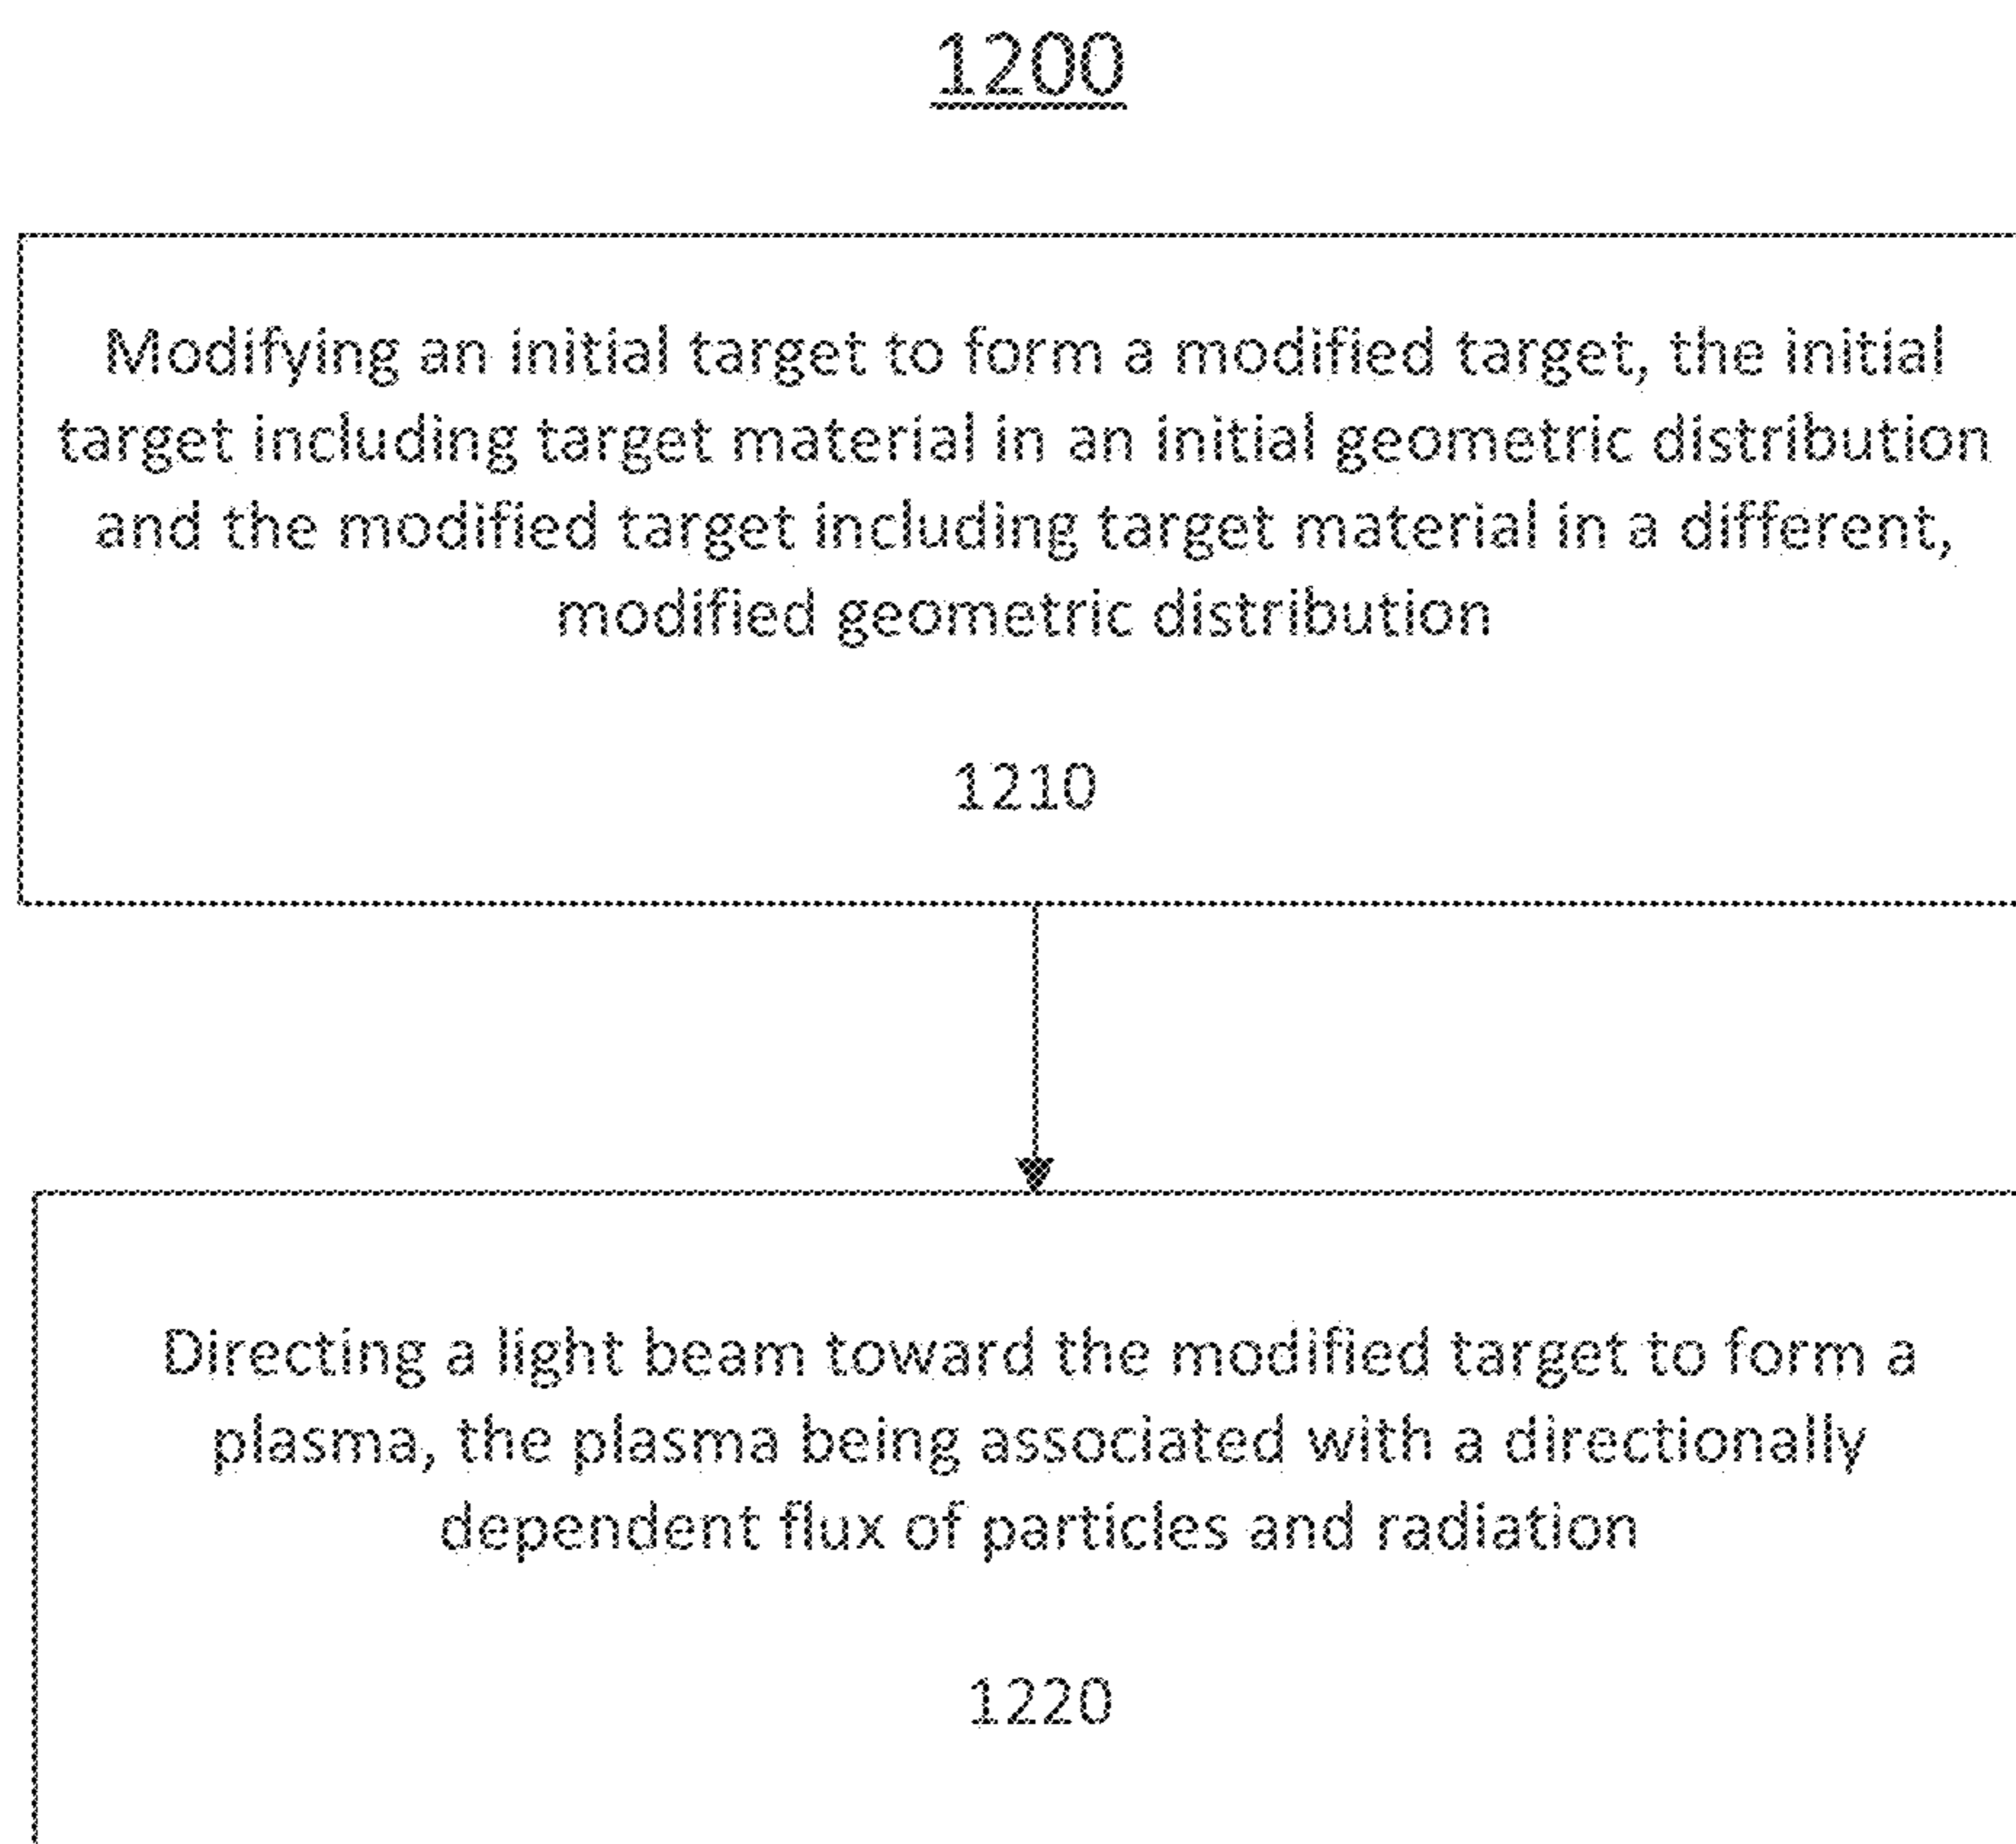 1200
Modifying an initial target to form a modified target, the initial
target including target material in an initial geometric distribution
and the modified target including target material in a different,
modified geometric distribution
1210
Directing a light beam toward the modified target to form a
plasma, the plasma being associated with a directionally
dependent flux of particles and radiation
1220